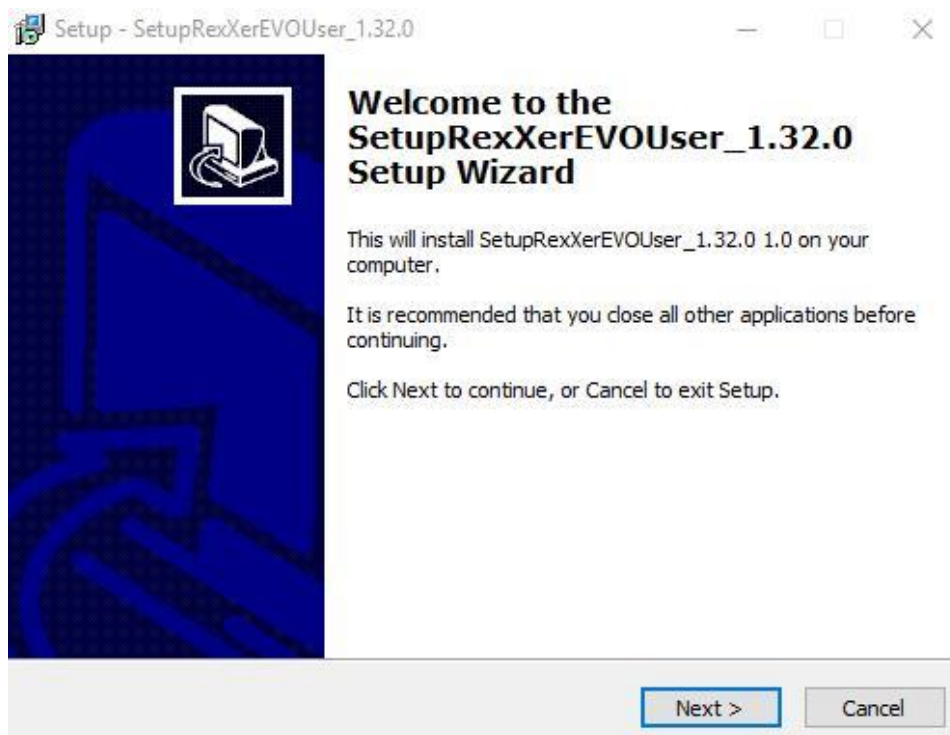 Setup - SetupRexXerEVOUser_1.32.0
Welcome to the
SetupRexXerEVOUser_1.32.0
Setup Wizard
This will install SetupRexXerEVOUser_1.32.0 1.0 on your
computer.
It is recommended that you close all other applications before
continuing.
Click Next to continue, or Cancel to exit Setup.
Next >
Cancel